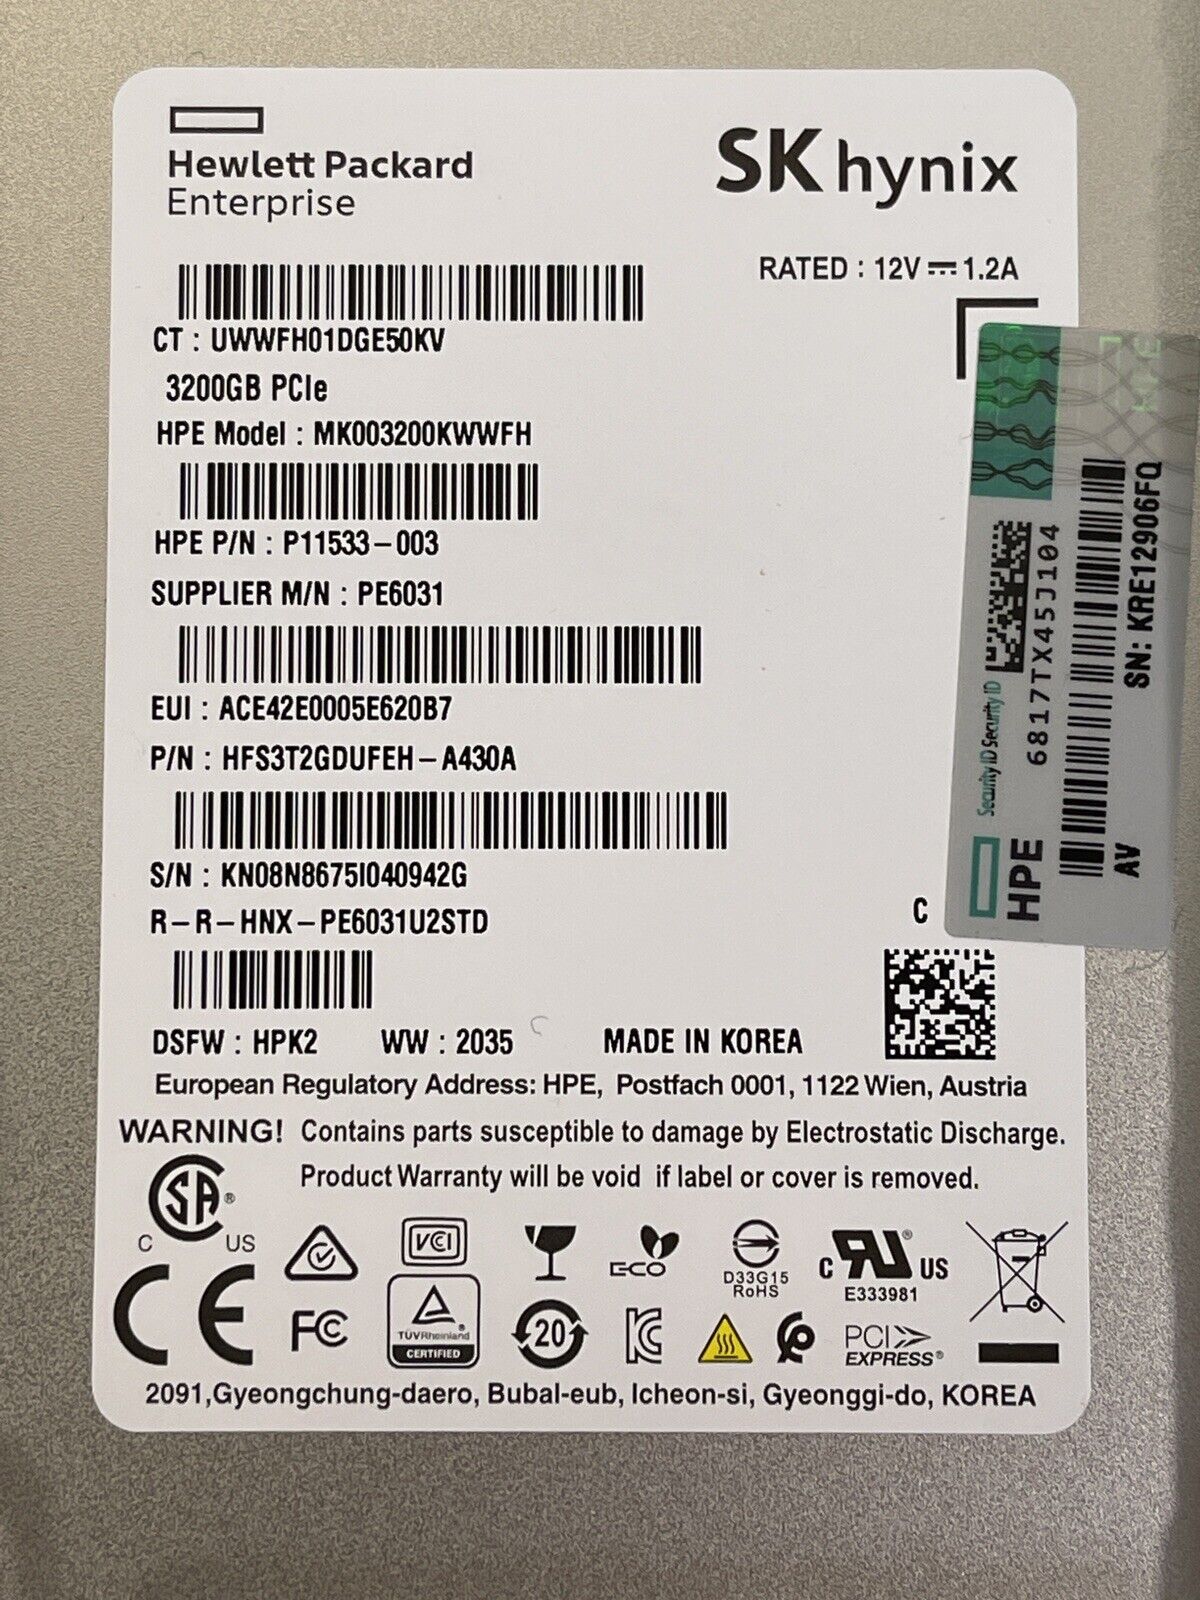 Hewlett Packard
Enterprise
SK hynix
RATED : 12V ⎓ 1.2A
CT : UWWFH01DGE50KV
3200GB PCIe
HPE Model : MK003200KWWFH
HPE P/N : P11533-003
SUPPLIER M/N : PE6031
EUI : ACE42E0005E620B7
P/N : HFS3T2GDUFEH-A430A
S/N : KN08N8675I040942G
R-R-HNX-PE6031U2STD
C
DSFW : HPK2 WW : 2035 MADE IN KOREA
European Regulatory Address: HPE, Postfach 0001, 1122 Wien, Austria
WARNING! Contains parts susceptible to damage by Electrostatic Discharge.
Product Warranty will be void if label or cover is removed.
SA®
C US
VCI
ECO
D33G15
RoHS
C RU® US
E333981
CE
FC
TÜVRheinland®
CERTIFIED
20
KC
PCI
EXPRESS®
2091,Gyeongchung-daero, Bubal-eub, Icheon-si, Gyeonggi-do, KOREA
HPE
HPE
Security ID Security ID
6817TX45J104
SN: KRE12906FQ
AV